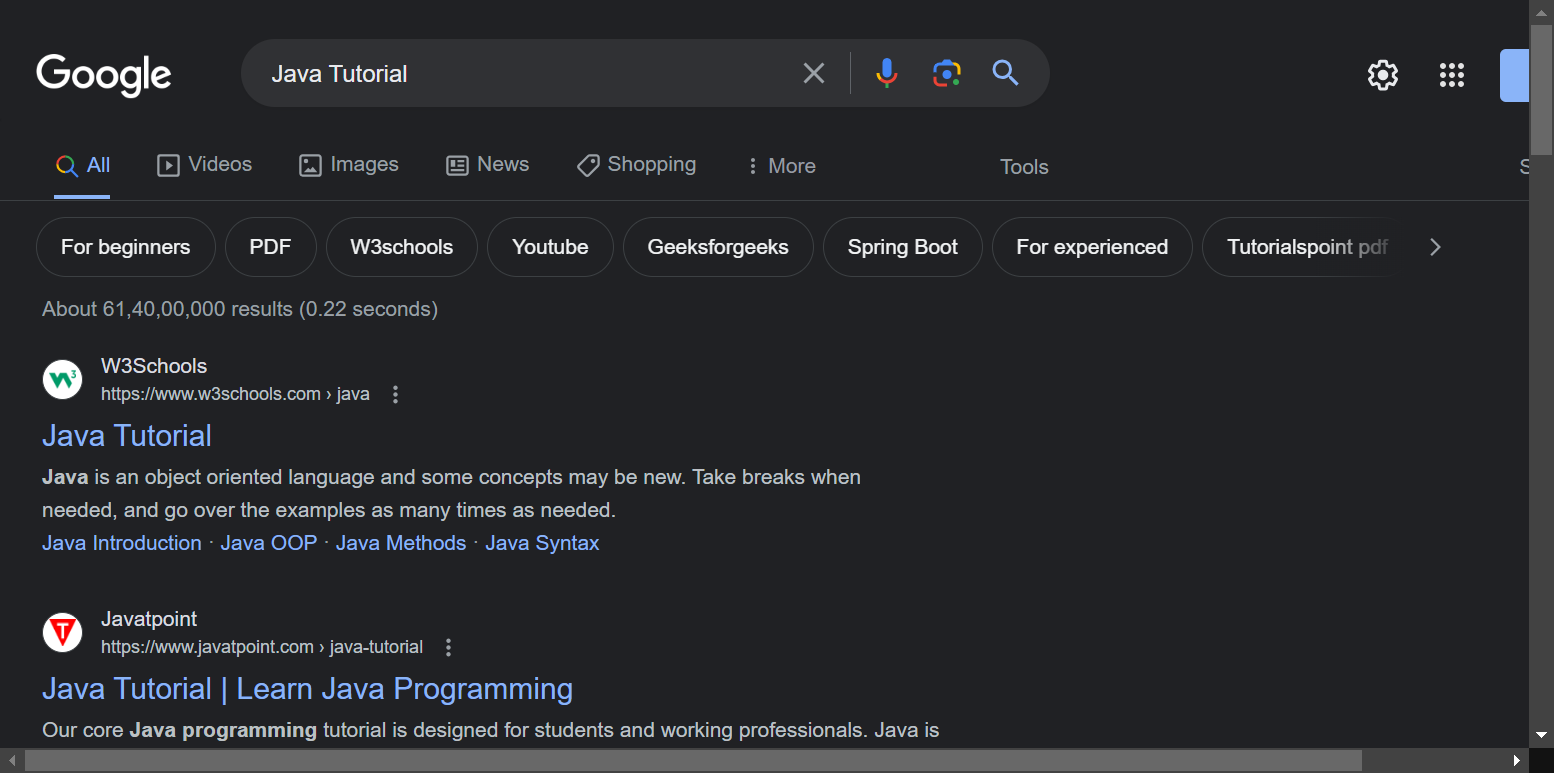 Google
Java Tutorial
All Videos Images News Shopping More Tools S
For beginners PDF W3schools Youtube Geeksforgeeks Spring Boot For experienced Tutorialspoint pdf
About 61,40,00,000 results (0.22 seconds)
W3Schools
https://www.w3schools.com › java
Java Tutorial
Java is an object oriented language and some concepts may be new. Take breaks when
needed, and go over the examples as many times as needed.
Java Introduction · Java OOP · Java Methods · Java Syntax
Javatpoint
https://www.javatpoint.com › java-tutorial
Java Tutorial | Learn Java Programming
Our core Java programming tutorial is designed for students and working professionals. Java is